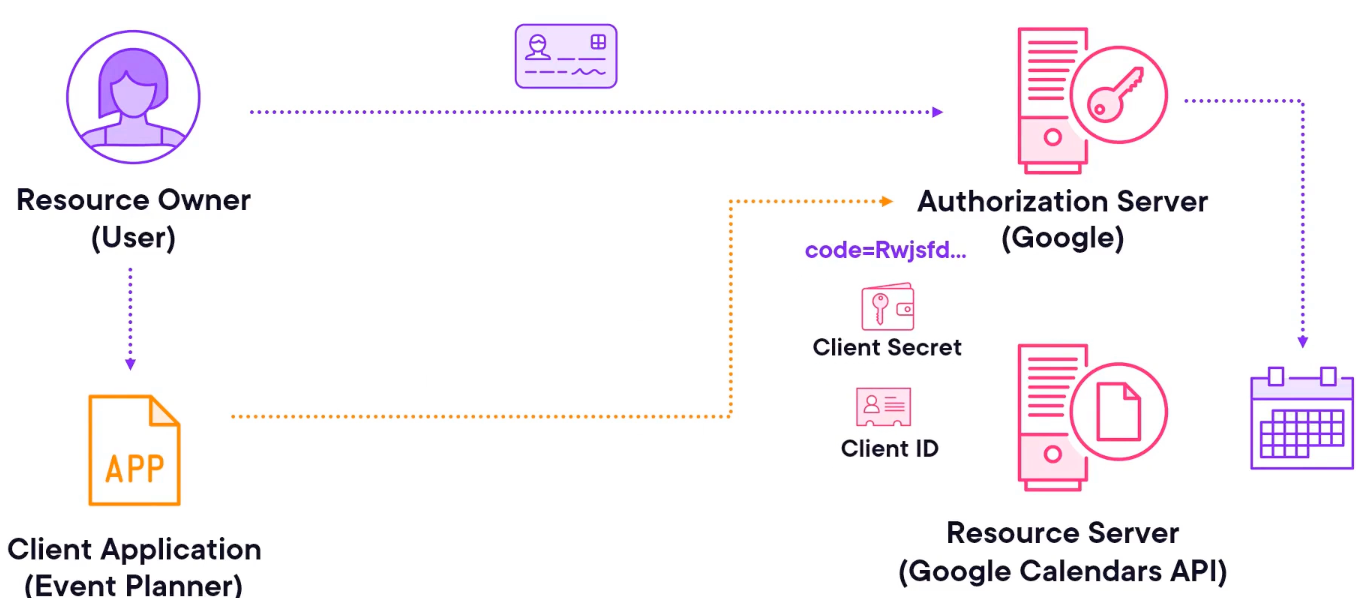 Resource Owner
(User)
Authorization Server
(Google)
code=Rwjsfd...
Client Secret
Client ID
APP
Client Application
(Event Planner)
Resource Server
(Google Calendars API)